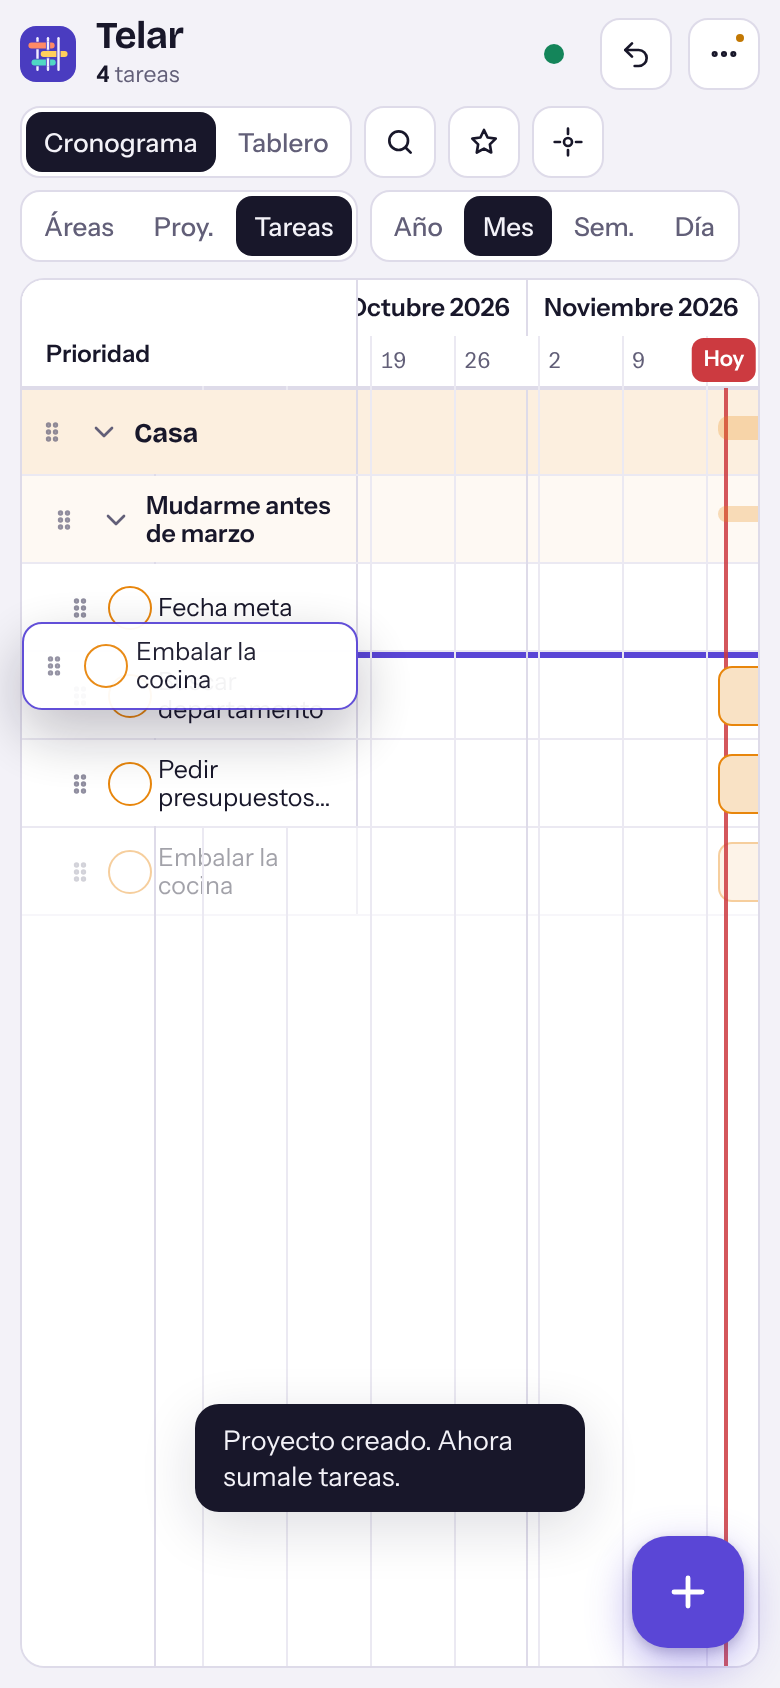 Telar
4 tareas
Cronograma Tablero
Áreas Proy. Tareas Año Mes Sem. Día
Octubre 2026 Noviembre 2026
Prioridad
19 26 2 9 Hoy
Casa
Mudarme antes
de marzo
Fecha meta
Embalar la
cocina
departamento
Pedir
presupuestos...
Embalar la
cocina
Proyecto creado. Ahora
sumale tareas.